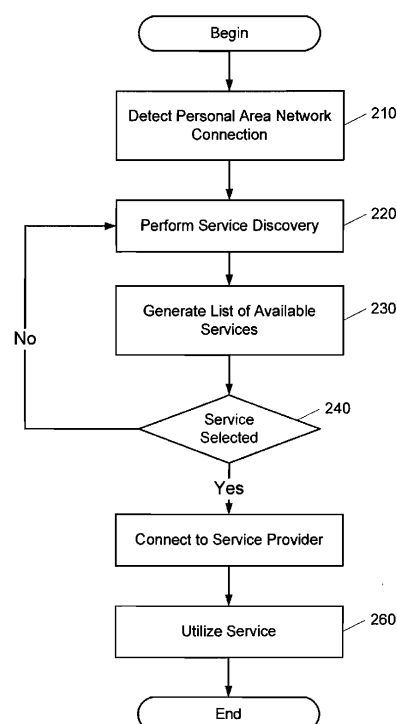 Begin
Detect Personal Area Network
Connection
210
Perform Service Discovery
220
Generate List of Available
Services
230
No
Service
Selected
240
Yes
Connect to Service Provider
Utilize Service
260
End